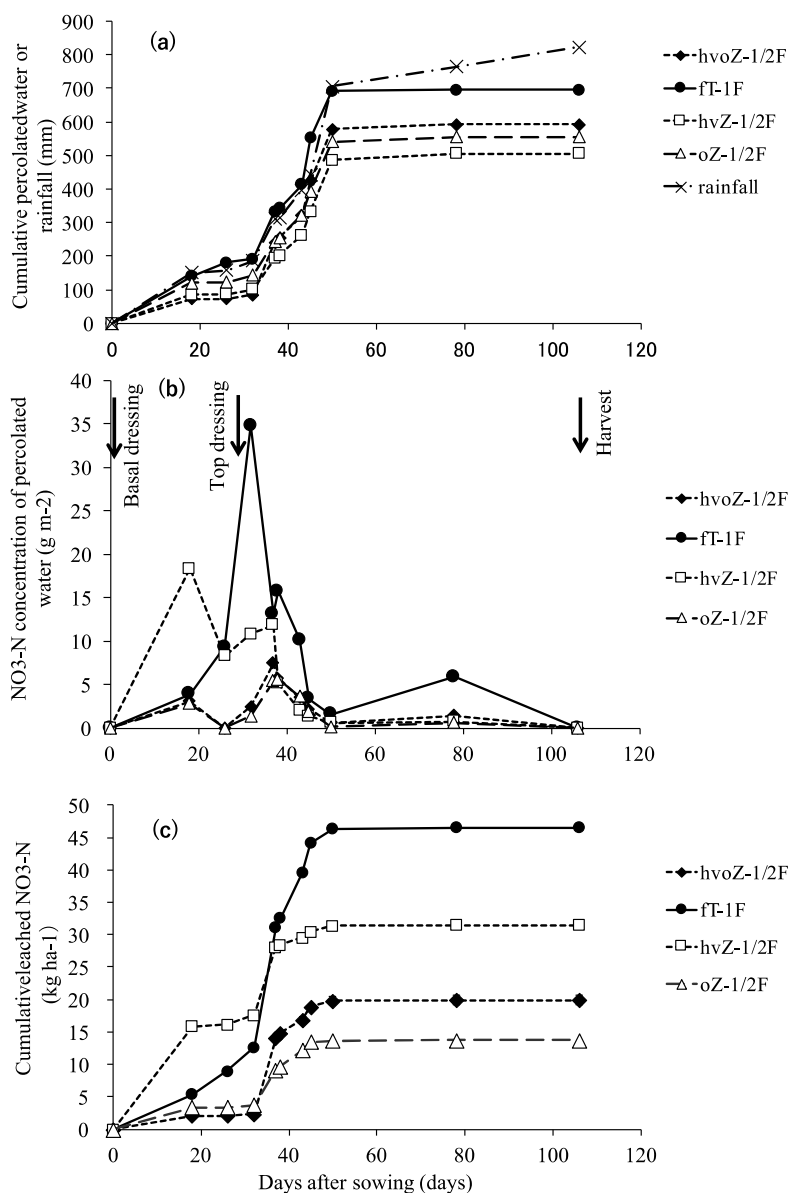 (a)
Cumulative percolatedwater or
rainfall (mm)
900
800
700
600
500
400
300
200
100
0
0 20 40 60 80 100 120
hvoZ-1/2F
fT-1F
hvZ-1/2F
oZ-1/2F
rainfall
(b)
NO3-N concentration of percolated
water (g m-2)
40
35
30
25
20
15
10
5
0
0 20 40 60 80 100 120
Basal dressing
Top dressing
Harvest
hvoZ-1/2F
fT-1F
hvZ-1/2F
oZ-1/2F
(c)
Cumulativeleached NO3-N
(kg ha-1)
50
45
40
35
30
25
20
15
10
5
0
0 20 40 60 80 100 120
Days after sowing (days)
hvoZ-1/2F
fT-1F
hvZ-1/2F
oZ-1/2F